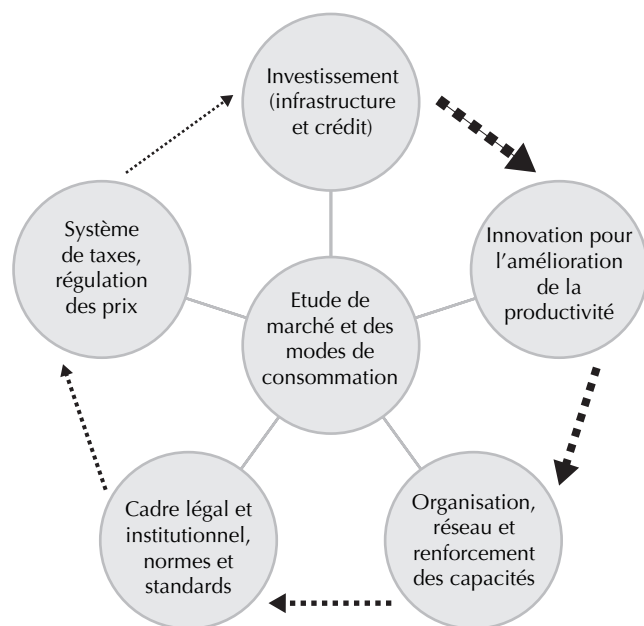 Investissement
(infrastructure
et crédit)
Innovation pour
l'amélioration
de la
productivité
Organisation,
réseau et
renforcement
des capacités
Cadre légal et
institutionnel,
normes et
standards
Système
de taxes,
régulation
des prix
Etude de
marché et des
modes de
consommation